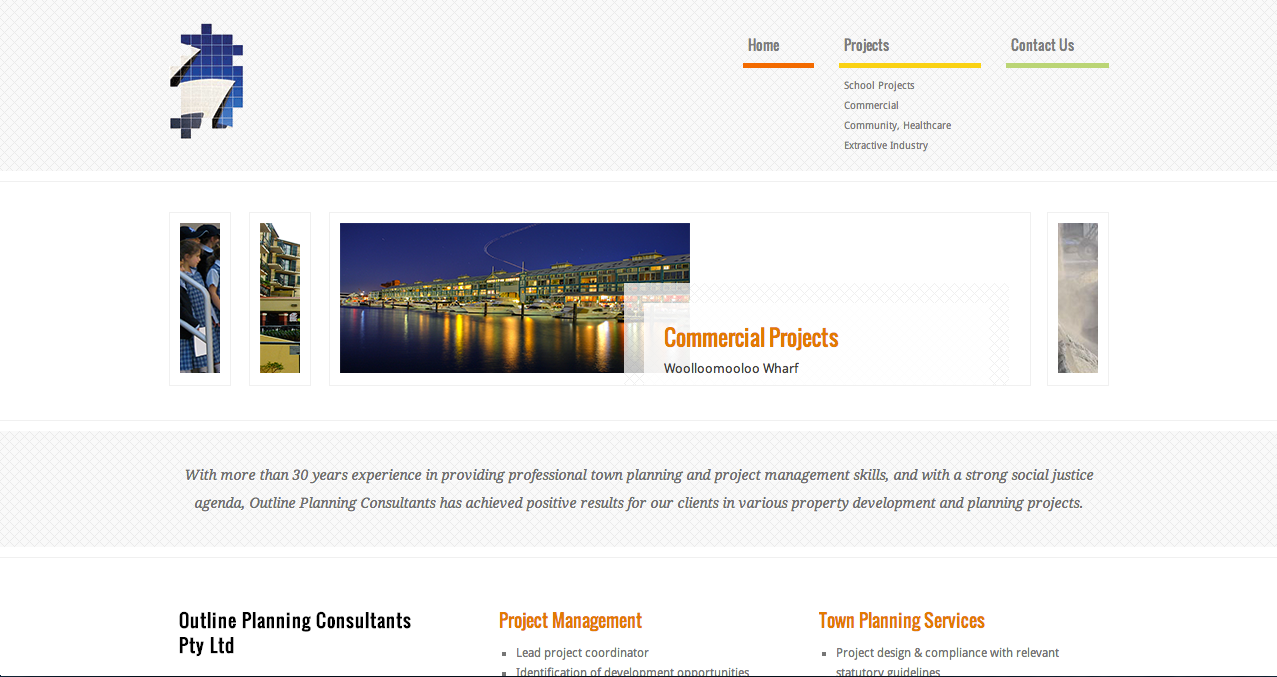 Home
Projects
Contact Us
School Projects
Commercial
Community, Healthcare
Extractive Industry
Commercial Projects
Woolloomooloo Wharf
With more than 30 years experience in providing professional town planning and project management skills, and with a strong social justice
agenda, Outline Planning Consultants has achieved positive results for our clients in various property development and planning projects.
Outline Planning Consultants
Pty Ltd
Project Management
Lead project coordinator
Identification of development opportunities
Town Planning Services
Project design & compliance with relevant
statutory guidelines